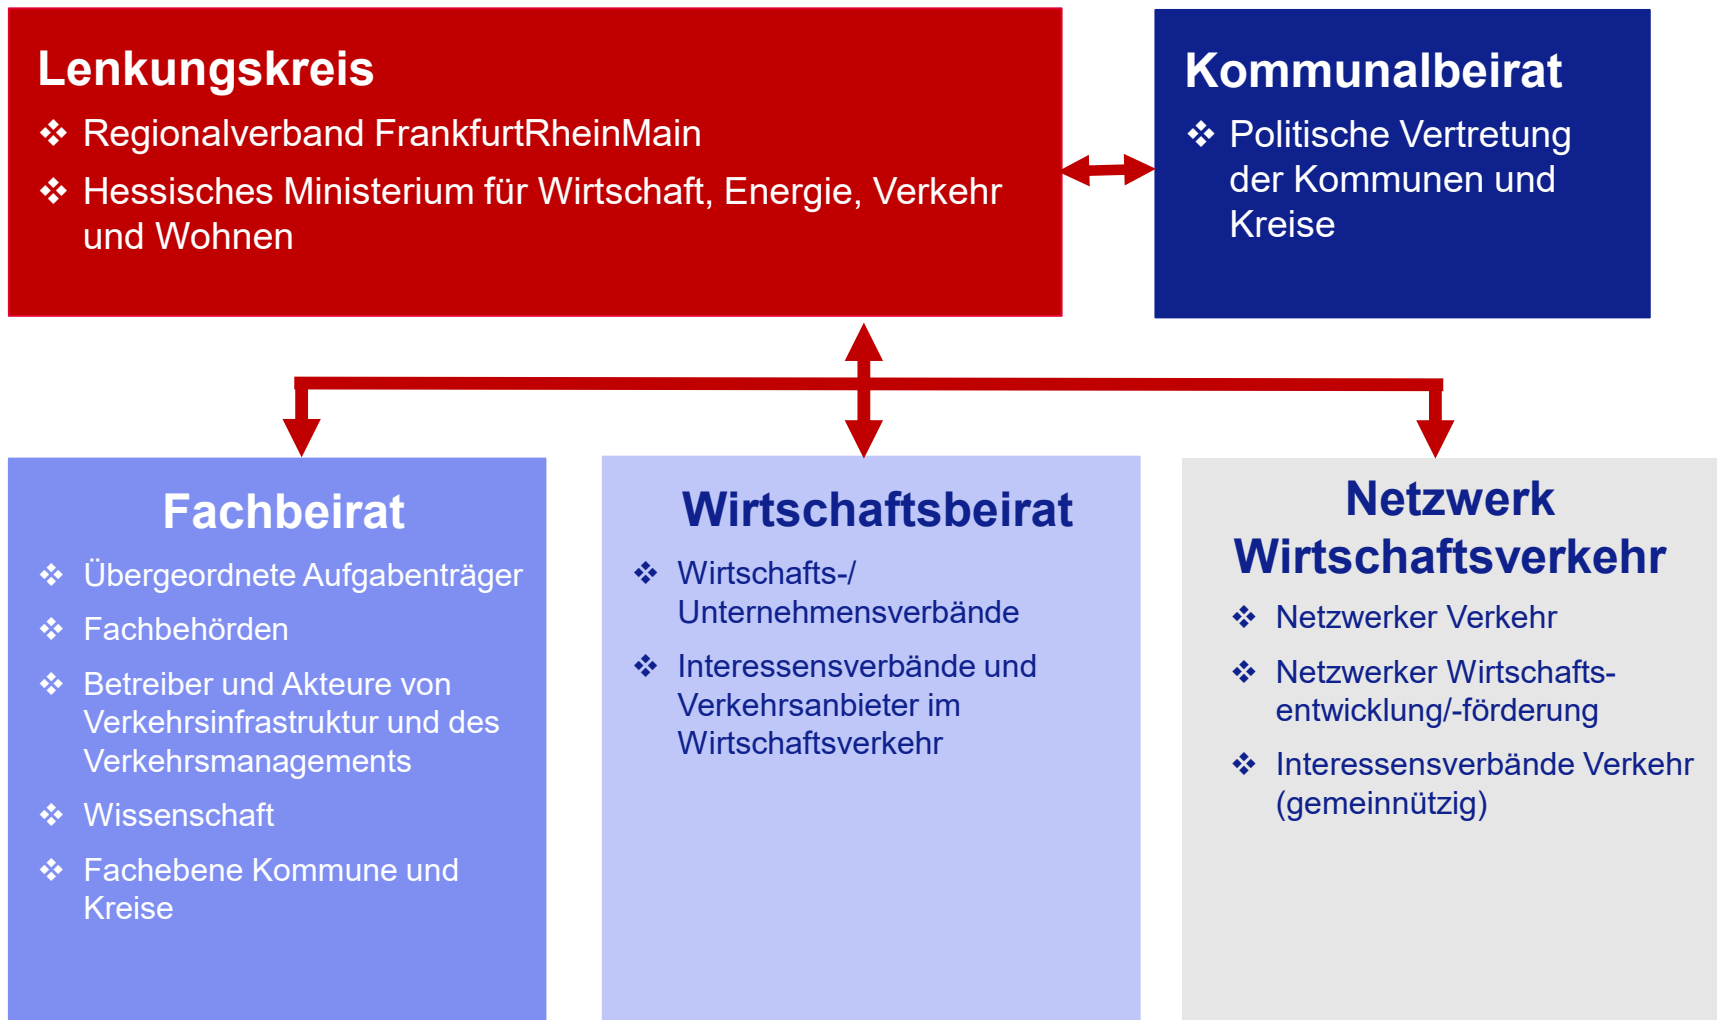 Lenkungskreis
❖ Regionalverband FrankfurtRheinMain
❖ Hessisches Ministerium für Wirtschaft, Energie, Verkehr
und Wohnen
Kommunalbeirat
❖ Politische Vertretung
der Kommunen und
Kreise
Fachbeirat
❖ Übergeordnete Aufgabenträger
❖ Fachbehörden
❖ Betreiber und Akteure von
Verkehrsinfrastruktur und des
Verkehrsmanagements
❖ Wissenschaft
❖ Fachebene Kommune und
Kreise
Wirtschaftsbeirat
❖ Wirtschafts-/
Unternehmensverbände
❖ Interessensverbände und
Verkehrsanbieter im
Wirtschaftsverkehr
Netzwerk
Wirtschaftsverkehr
❖ Netzwerker Verkehr
❖ Netzwerker Wirtschafts-
entwicklung/-förderung
❖ Interessensverbände Verkehr
(gemeinnützig)